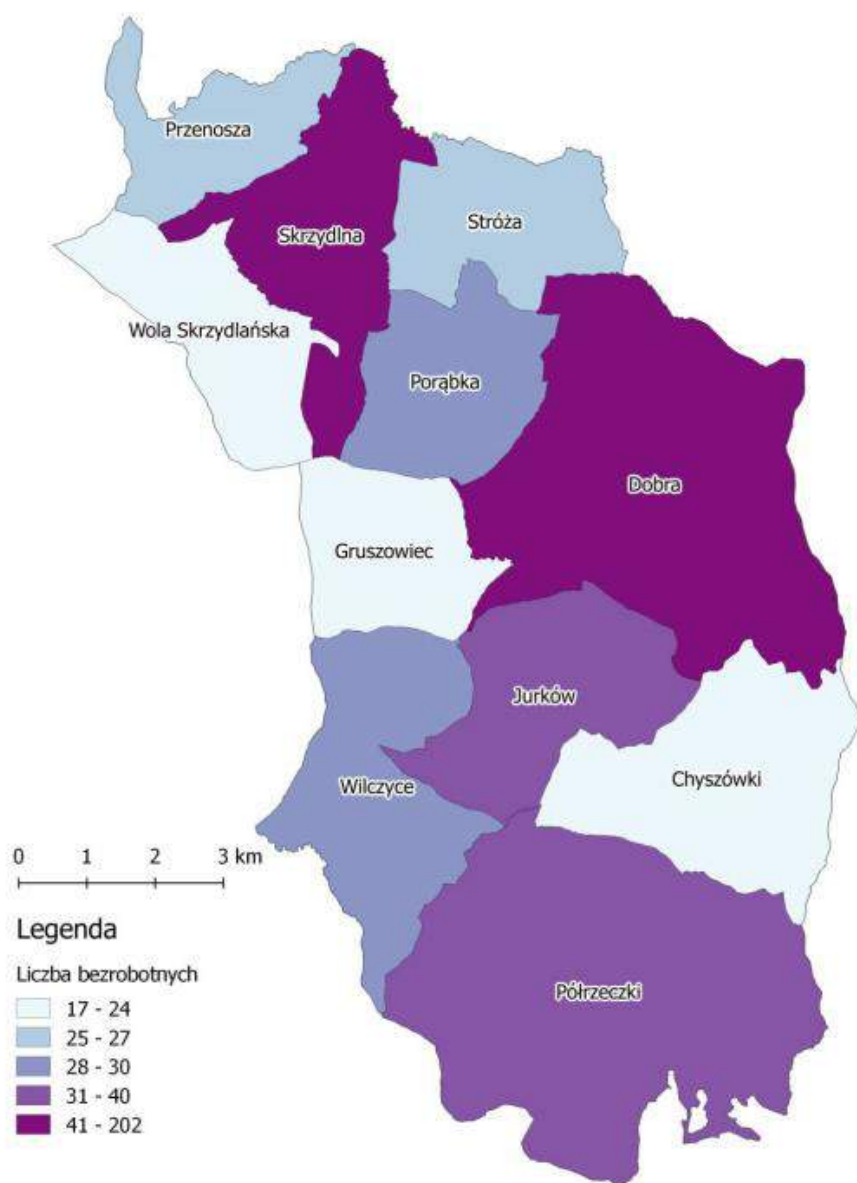 Przenosza
Skrzydlna
Stróża
Wola Skrzydlańska
Porąbka
Dobra
Gruszowiec
Jurków
Chyszówki
Wilczyce
0 1 2 3 km
Legenda
Liczba bezrobotnych
17 - 24
25 - 27
28 - 30
31 - 40
41 - 202
Półrzeczki